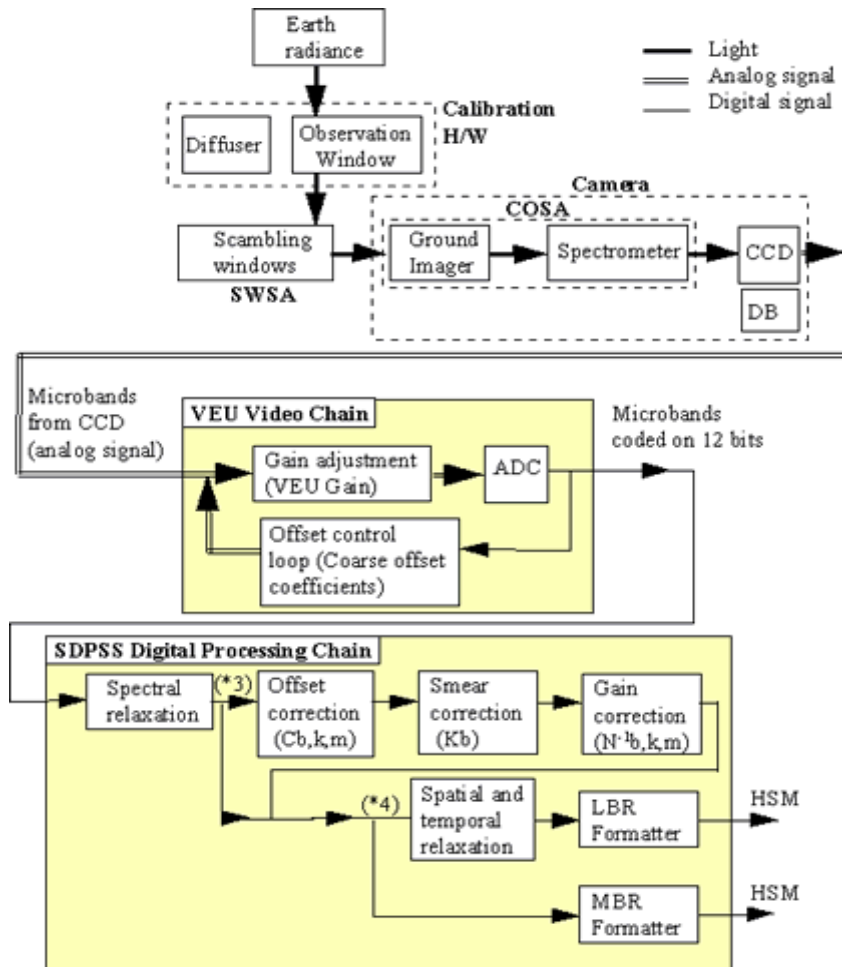 Earth
radiance
Light
Analog signal
Digital signal
Calibration
H/W
Diffuser
Observation
Window
Camera
COSA
Scambling
windows
SWSA
Ground
Imager
Spectrometer
CCD
DB
Microbands
from CCD
(analog signal)
VEU Video Chain
Microbands
coded on 12 bits
Gain adjustment
(VEU Gain)
ADC
Offset control
loop (Coarse offset
coefficients)
SDPSS Digital Processing Chain
Spectral
relaxation
(*3)
Offset
correction
(Cb,k,m)
Smear
correction
(Kb)
Gain
correction
(N⁻¹b,k,m)
(*4)
Spatial and
temporal
relaxation
LBR
Formatter
HSM
MBR
Formatter
HSM